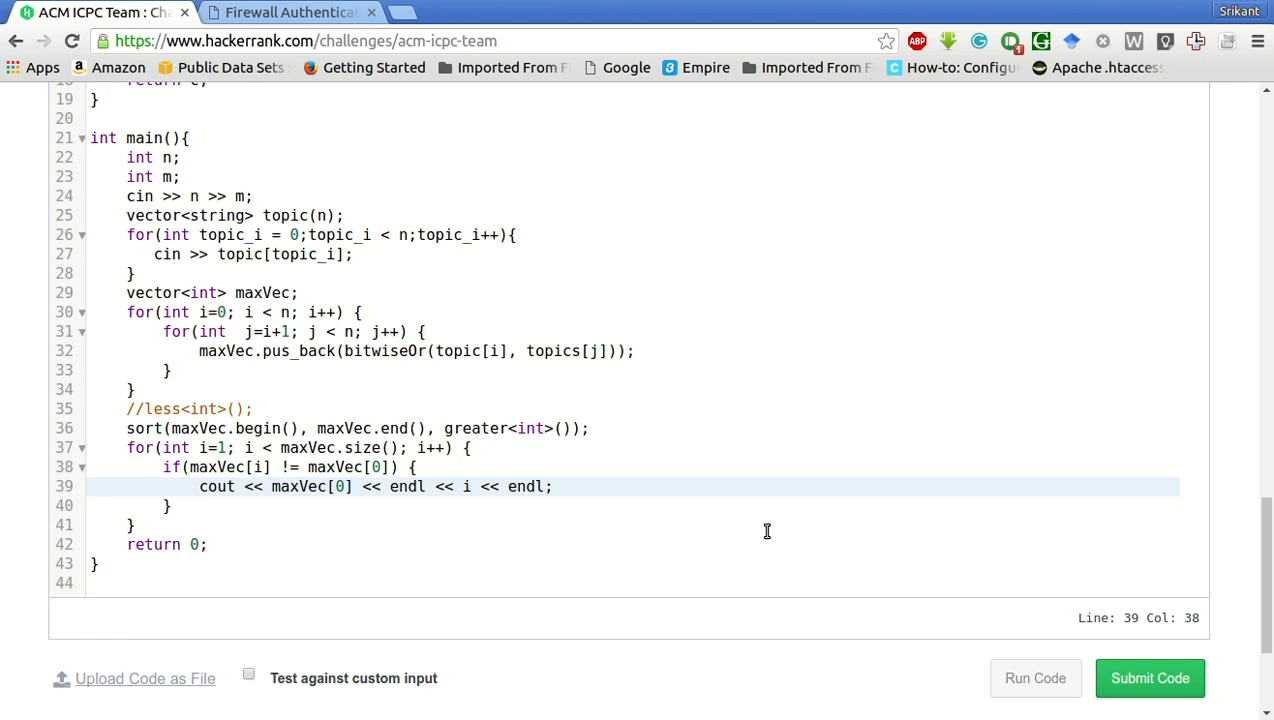 ACM ICPC Team : Cha
Firewall Authenticat
Srikant
https://www.hackerrank.com/challenges/acm-icpc-team
ABP
1
G
W
Apps
Amazon
Public Data Sets
Getting Started
Imported From F
Google
Empire
Imported From F
How-to: Configu
Apache .htaccess
19 }
20
21 int main(){
22 int n;
23 int m;
24 cin >> n >> m;
25 vector<string> topic(n);
26 for(int topic_i = 0;topic_i < n;topic_i++){
27 cin >> topic[topic_i];
28 }
29 vector<int> maxVec;
30 for(int i=0; i < n; i++) {
31 for(int  j=i+1; j < n; j++) {
32 maxVec.pus_back(bitwiseOr(topic[i], topics[j]));
33 }
34 }
35 //less<int>();
36 sort(maxVec.begin(), maxVec.end(), greater<int>());
37 for(int i=1; i < maxVec.size(); i++) {
38 if(maxVec[i] != maxVec[0]) {
39 cout << maxVec[0] << endl << i << endl;
40 }
41 }
42 return 0;
43 }
44
Line: 39 Col: 38
Upload Code as File
Test against custom input
Run Code
Submit Code